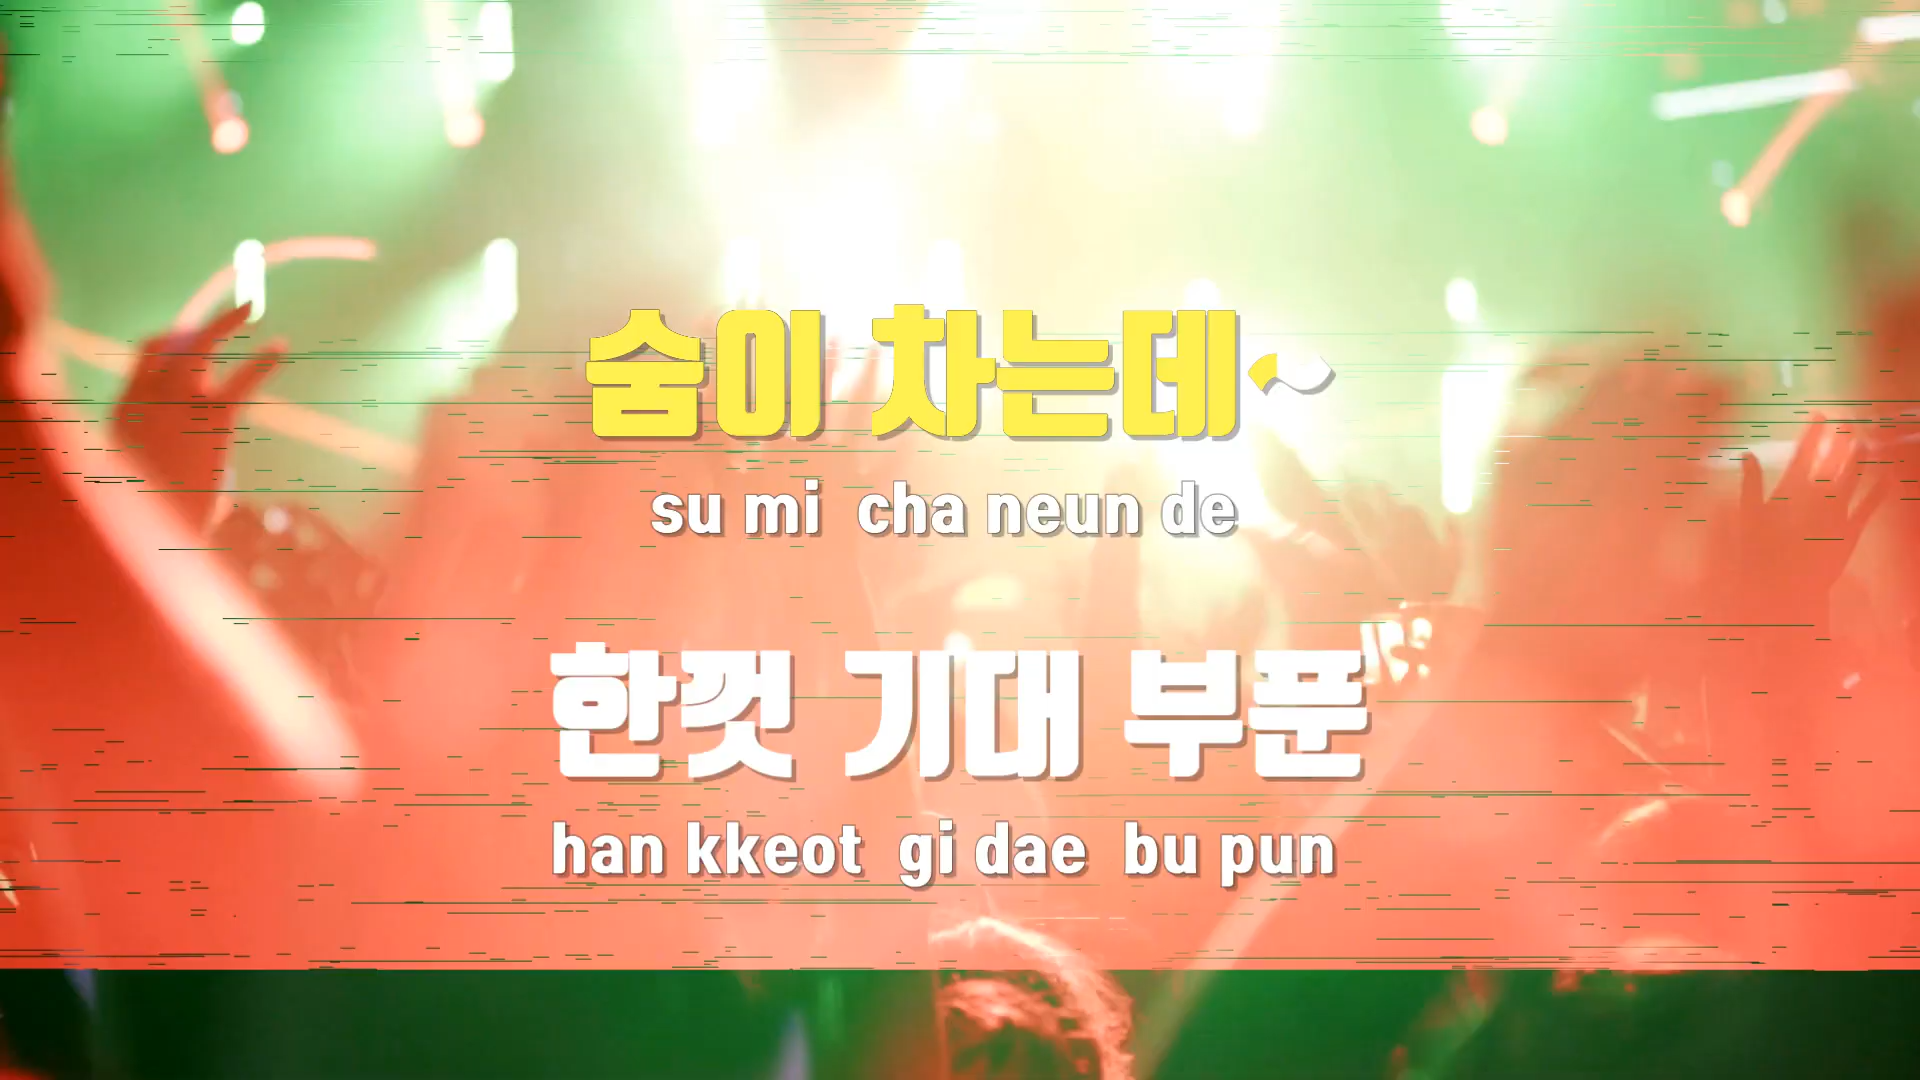 숨이 차는데~
su mi cha neun de
한껏 기대 부푼
han kkeot gi dae bu pun